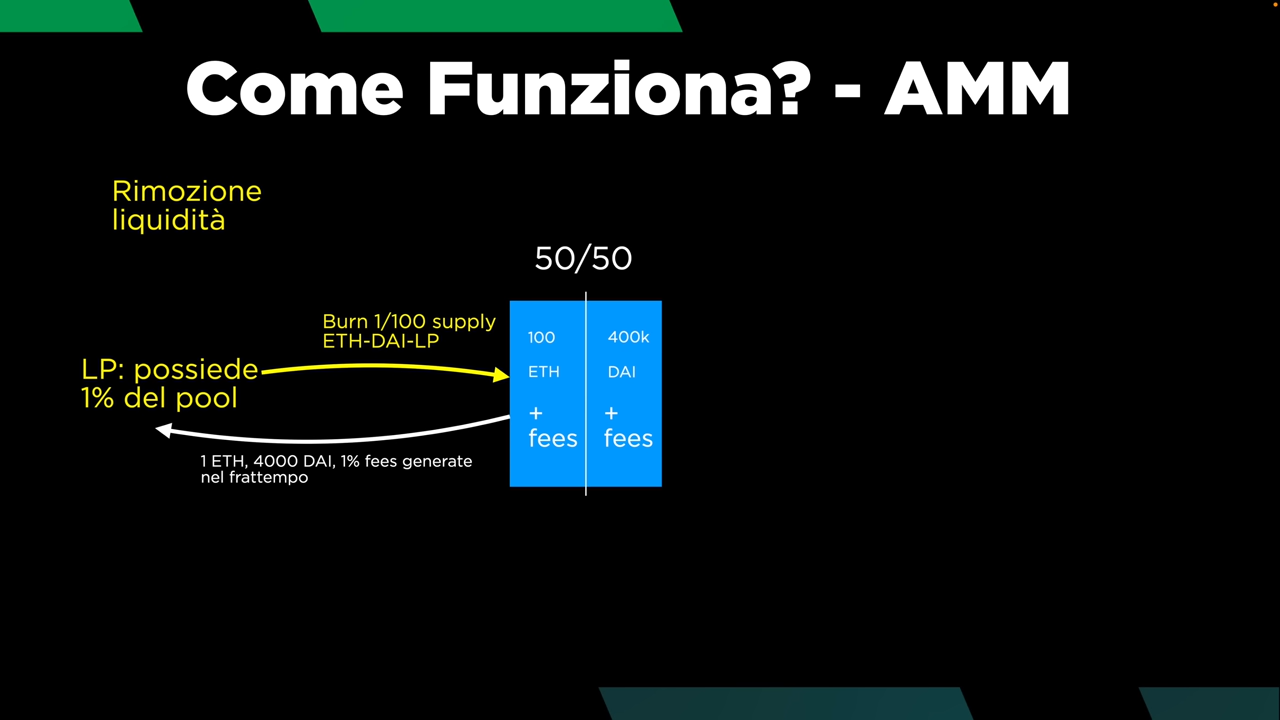 Come Funziona? - AMM
Rimozione
liquidità
50/50
Burn 1/100 supply
ETH-DAI-LP
LP: possiede
1% del pool
100
ETH
+
fees
400k
DAI
+
fees
1 ETH, 4000 DAI, 1% fees generate
nel frattempo